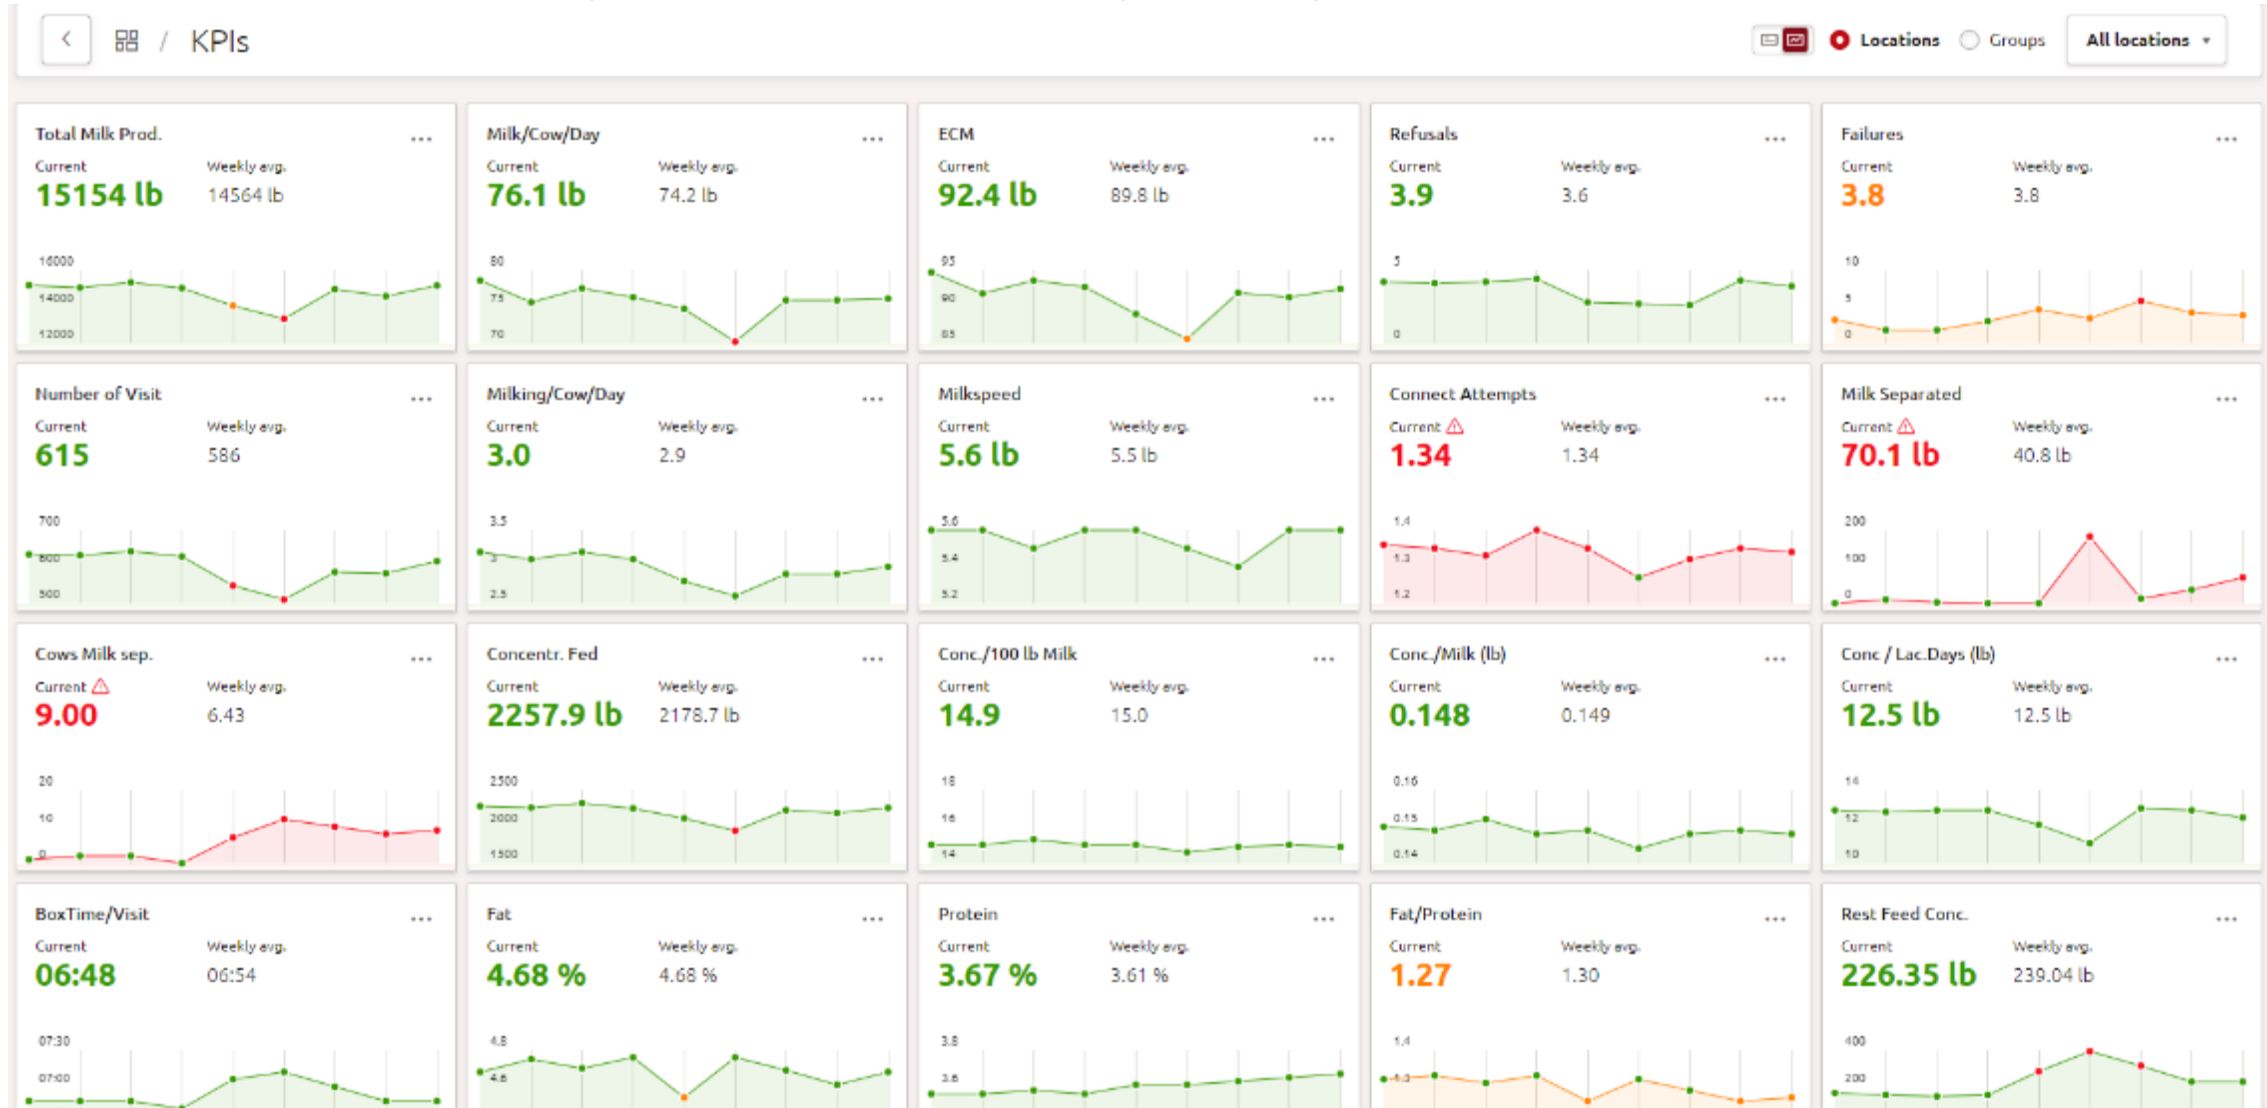 / KPIs
Locations Groups All locations
Total Milk Prod. ...
Current Weekly avg.
15154 lb 14564 lb
16000
14000
12000
Milk/Cow/Day ...
Current Weekly avg.
76.1 lb 74.2 lb
80
75
70
ECM ...
Current Weekly avg.
92.4 lb 89.8 lb
95
90
85
Refusals ...
Current Weekly avg.
3.9 3.6
5
0
Failures ...
Current Weekly avg.
3.8 3.8
10
5
0
Number of Visit ...
Current Weekly avg.
615 586
700
600
500
Milking/Cow/Day ...
Current Weekly avg.
3.0 2.9
3.5
3
2.5
Milkspeed ...
Current Weekly avg.
5.6 lb 5.5 lb
5.6
5.4
5.2
Connect Attempts ...
Current Weekly avg.
1.34 1.34
1.4
1.3
1.2
Milk Separated ...
Current Weekly avg.
70.1 lb 40.8 lb
200
100
0
Cows Milk sep. ...
Current Weekly avg.
9.00 6.43
20
10
0
Concentr. Fed ...
Current Weekly avg.
2257.9 lb 2178.7 lb
2500
2000
1500
Conc./100 lb Milk ...
Current Weekly avg.
14.9 15.0
18
16
14
Conc./Milk (lb) ...
Current Weekly avg.
0.148 0.149
0.16
0.15
0.14
Conc / Lac.Days (lb) ...
Current Weekly avg.
12.5 lb 12.5 lb
14
12
10
BoxTime/Visit ...
Current Weekly avg.
06:48 06:54
07:30
07:00
Fat ...
Current Weekly avg.
4.68 % 4.68 %
4.8
4.6
Protein ...
Current Weekly avg.
3.67 % 3.61 %
3.8
3.6
Fat/Protein ...
Current Weekly avg.
1.27 1.30
1.4
1.3
Rest Feed Conc. ...
Current Weekly avg.
226.35 lb 239.04 lb
400
200